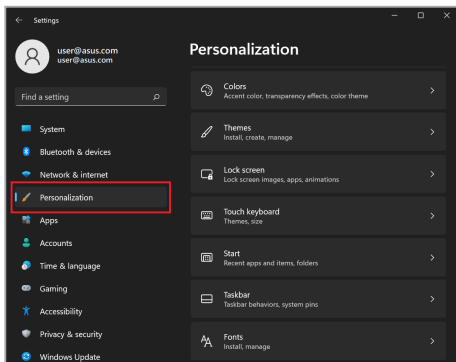 Settings
user@asus.com
user@asus.com
Find a setting
System
Bluetooth & devices
Network & internet
Personalization
Apps
Accounts
Time & language
Gaming
Accessibility
Privacy & security
Windows Update
Personalization
Colors
Accent color, transparency effects, color theme
Themes
Install, create, manage
Lock screen
Lock screen images, apps, animations
Touch keyboard
Themes, size
Start
Recent apps and items, folders
Taskbar
Taskbar behaviors, system pins
Fonts
Install, manage